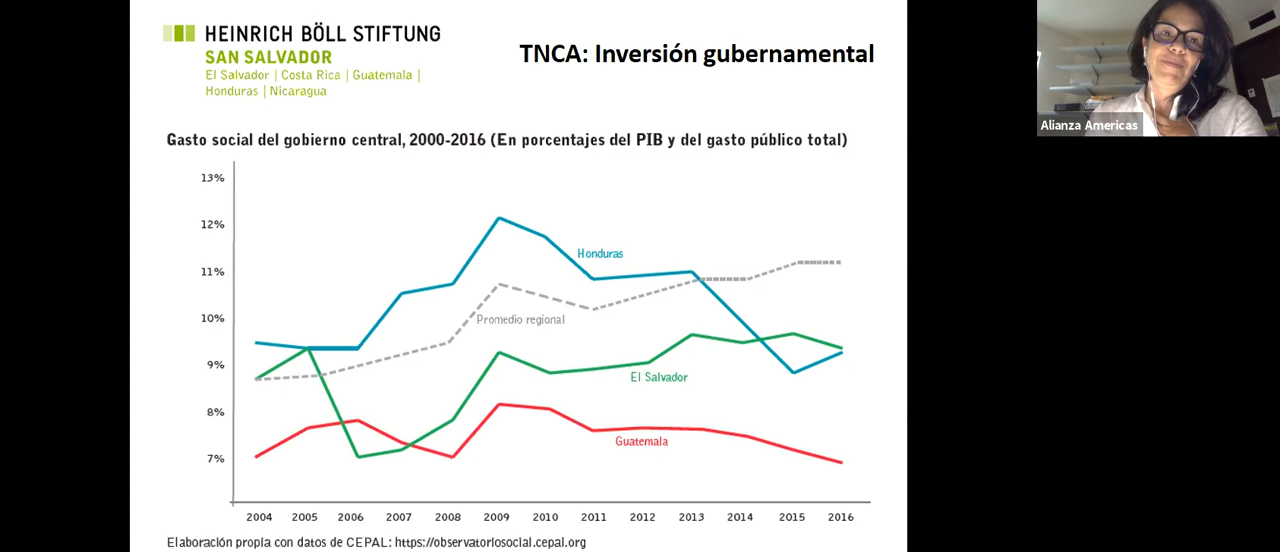 HEINRICH BÖLL STIFTUNG
SAN SALVADOR
El Salvador | Costa Rica | Guatemala |
Honduras | Nicaragua
TNCA: Inversión gubernamental
Alianza Americas
Gasto social del gobierno central, 2000-2016 (En porcentajes del PIB y del gasto público total)
13%
12%
11%
10%
9%
8%
7%
Honduras
Promedio regional
El Salvador
Guatemala
2004 2005 2006 2007 2008 2009 2010 2011 2012 2013 2014 2015 2016
Elaboración propia con datos de CEPAL: https://observatoriosocial.cepal.org